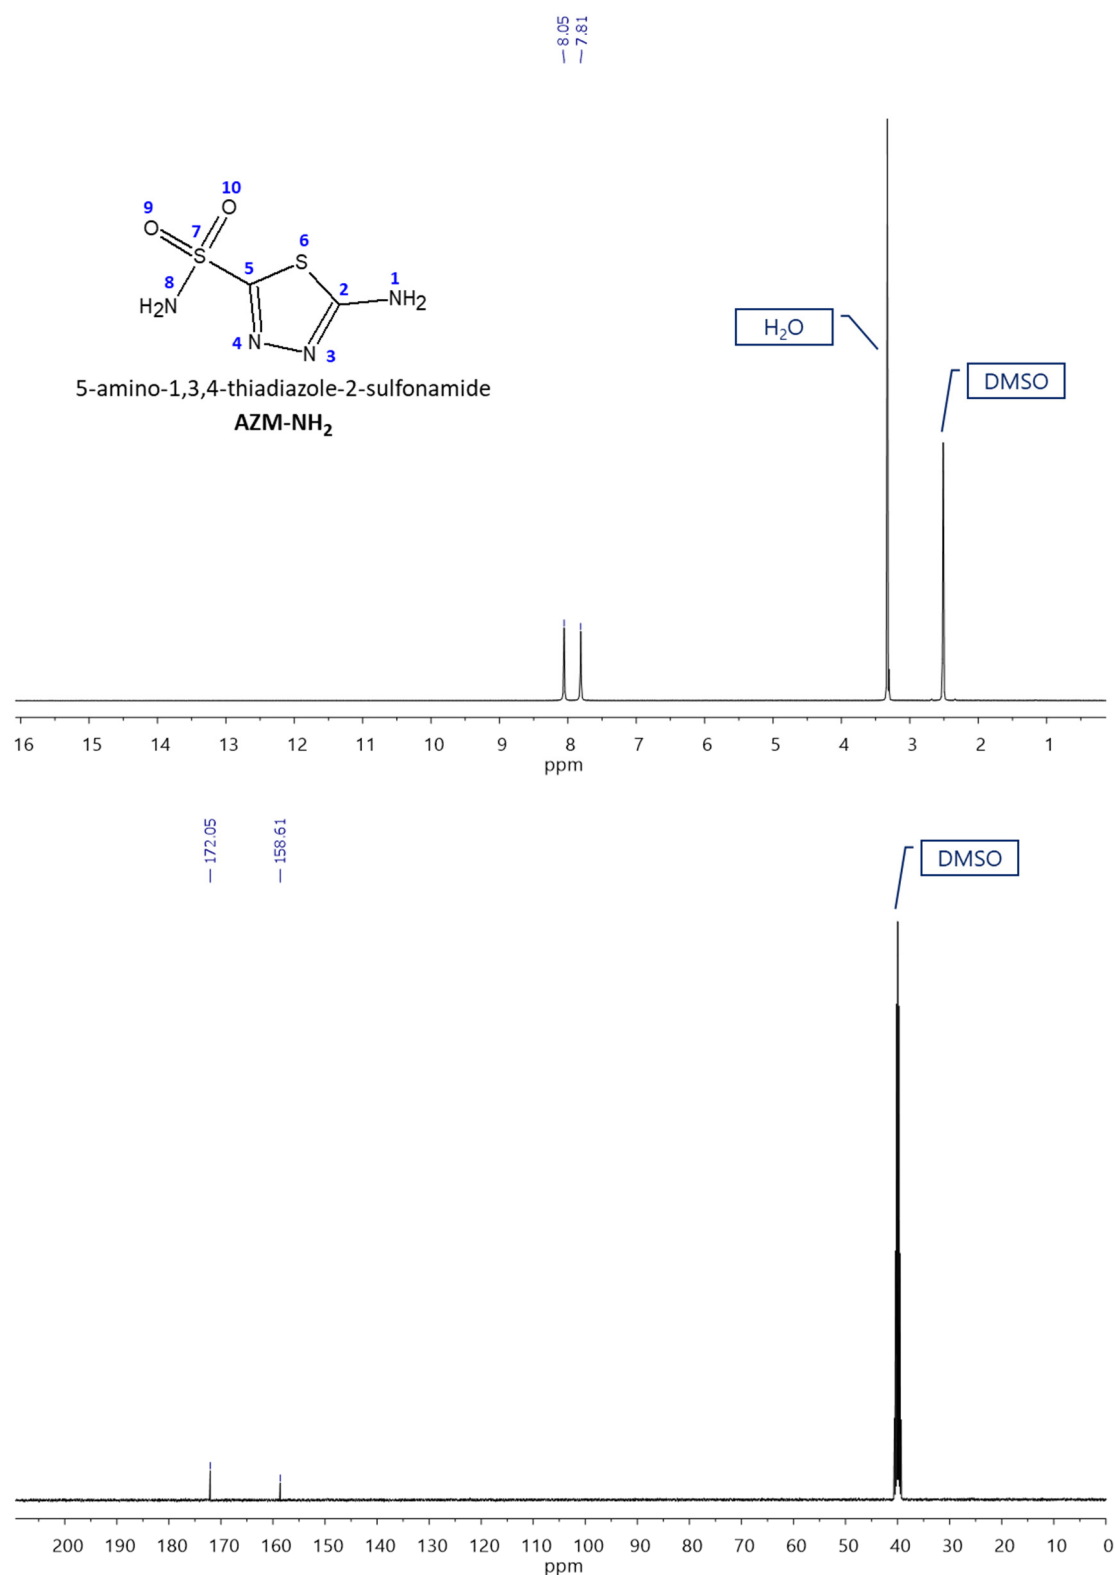 8.05
7.81
10
9
O
O
7
6
S
S
5
1
8
2
NH2
H2N
4
N
N
3
5-amino-1,3,4-thiadiazole-2-sulfonamide
AZM-NH₂
H₂O
DMSO
16 15 14 13 12 11 10 9 8 7 6 5 4 3 2 1
ppm
172.05
158.61
DMSO
200 190 180 170 160 150 140 130 120 110 100 90 80 70 60 50 40 30 20 10 0
ppm